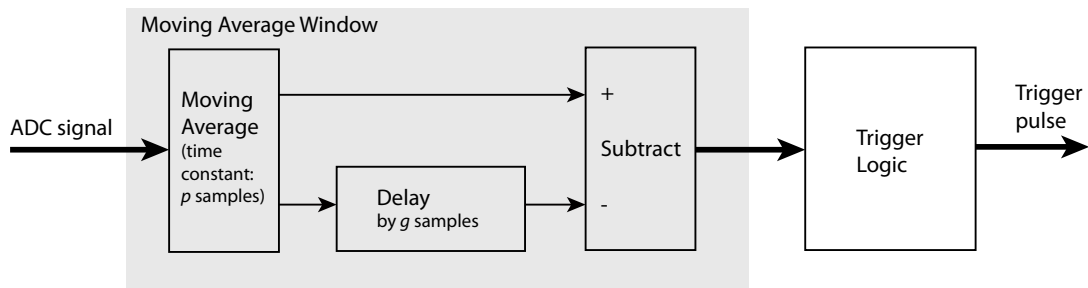 Moving Average Window
ADC signal
Moving
Average
(time
constant:
p samples)
Delay
by g samples
+
Subtract
-
Trigger
Logic
Trigger
pulse